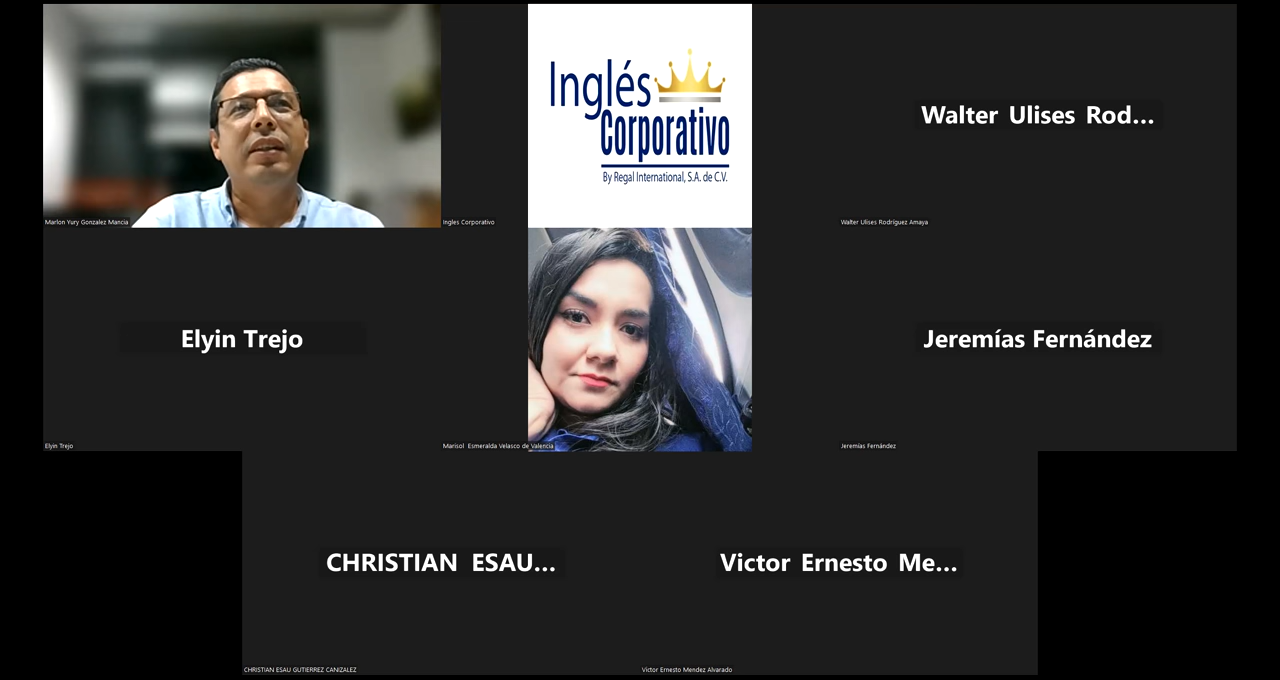 Inglés
Corporativo
By Regal International, S.A. de C.V.
Walter Ulises Rod...
Marlon Yury Gonzalez Mancia
Ingles Corporativo
Walter Ulises Rodríguez Amaya
Elyin Trejo
Jeremías Fernández
Elyin Trejo
Marisol Esmeralda Velasco de Valencia
Jeremías Fernández
CHRISTIAN ESAU...
Victor Ernesto Me...
CHRISTIAN ESAU GUTIERREZ CANIZALEZ
Victor Ernesto Mendez Alvarado